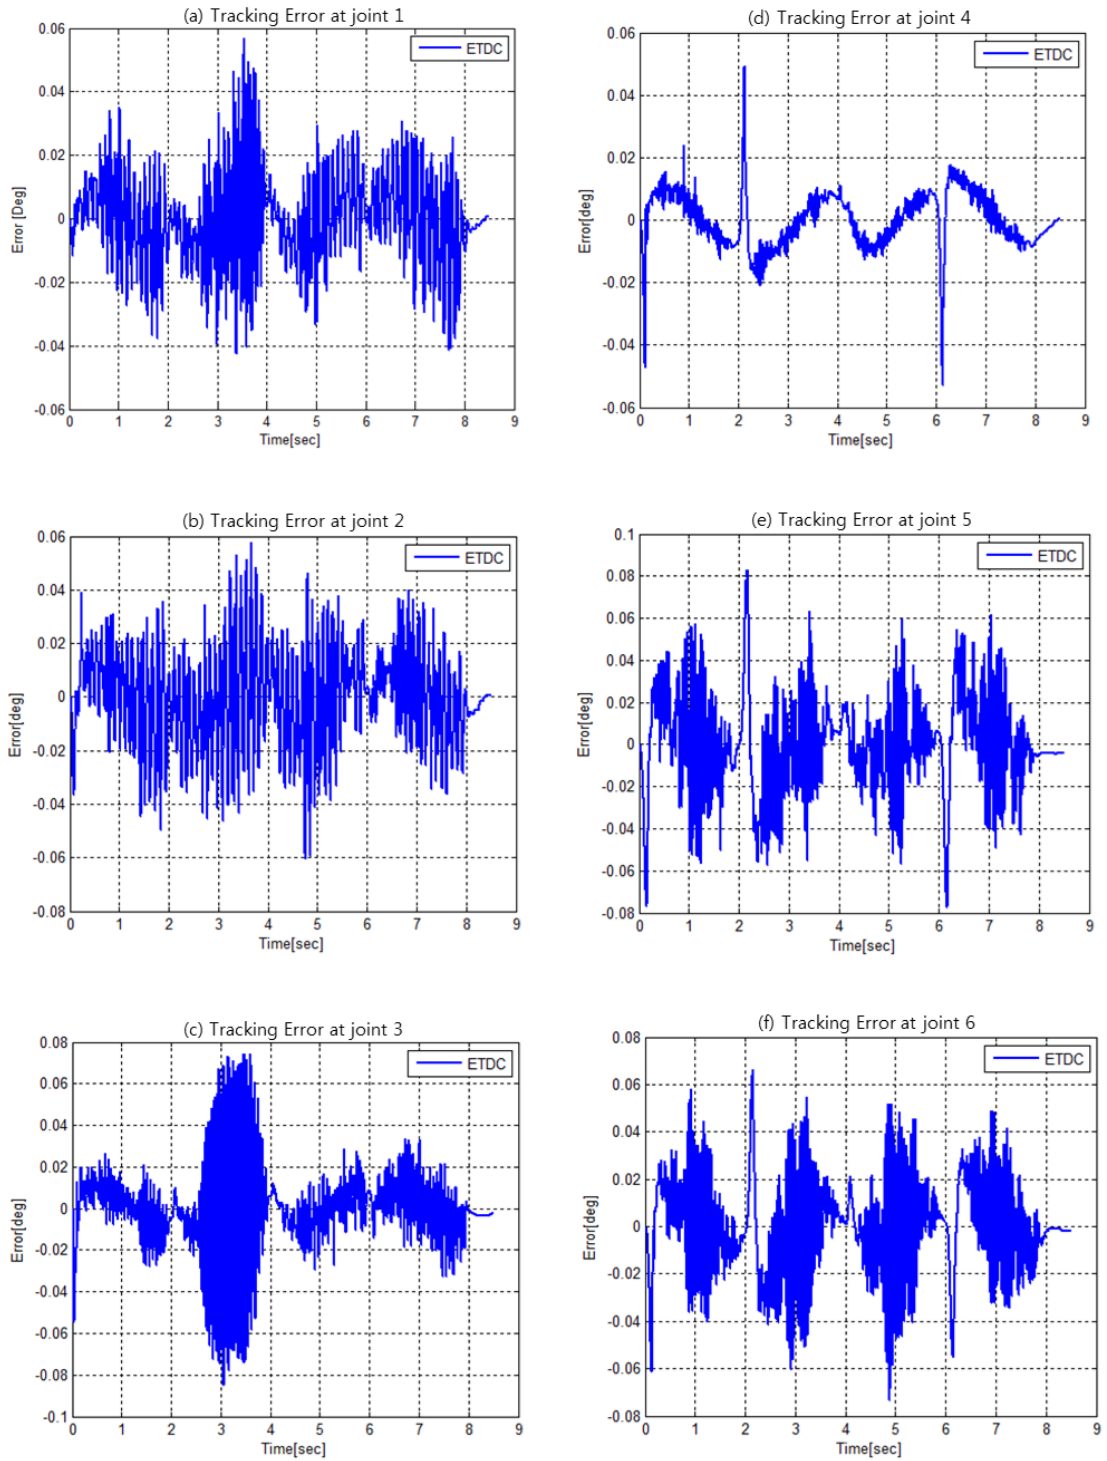 (a) Tracking Error at joint 1
ETDC
0.06
0.04
0.02
0
-0.02
-0.04
-0.06
Error [Deg]
0 1 2 3 4 5 6 7 8 9
Time[sec]
(b) Tracking Error at joint 2
ETDC
0.06
0.04
0.02
0
-0.02
-0.04
-0.06
-0.08
Error[deg]
0 1 2 3 4 5 6 7 8 9
Time[sec]
(c) Tracking Error at joint 3
ETDC
0.08
0.06
0.04
0.02
0
-0.02
-0.04
-0.06
-0.08
-0.1
Error[deg]
0 1 2 3 4 5 6 7 8 9
Time[sec]
(d) Tracking Error at joint 4
ETDC
0.06
0.04
0.02
0
-0.02
-0.04
-0.06
Error[deg]
0 1 2 3 4 5 6 7 8 9
Time[sec]
(e) Tracking Error at joint 5
ETDC
0.1
0.08
0.06
0.04
0.02
0
-0.02
-0.04
-0.06
-0.08
Error[deg]
0 1 2 3 4 5 6 7 8 9
Time[sec]
(f) Tracking Error at joint 6
ETDC
0.08
0.06
0.04
0.02
0
-0.02
-0.04
-0.06
-0.08
Error[deg]
0 1 2 3 4 5 6 7 8 9
Time[sec]